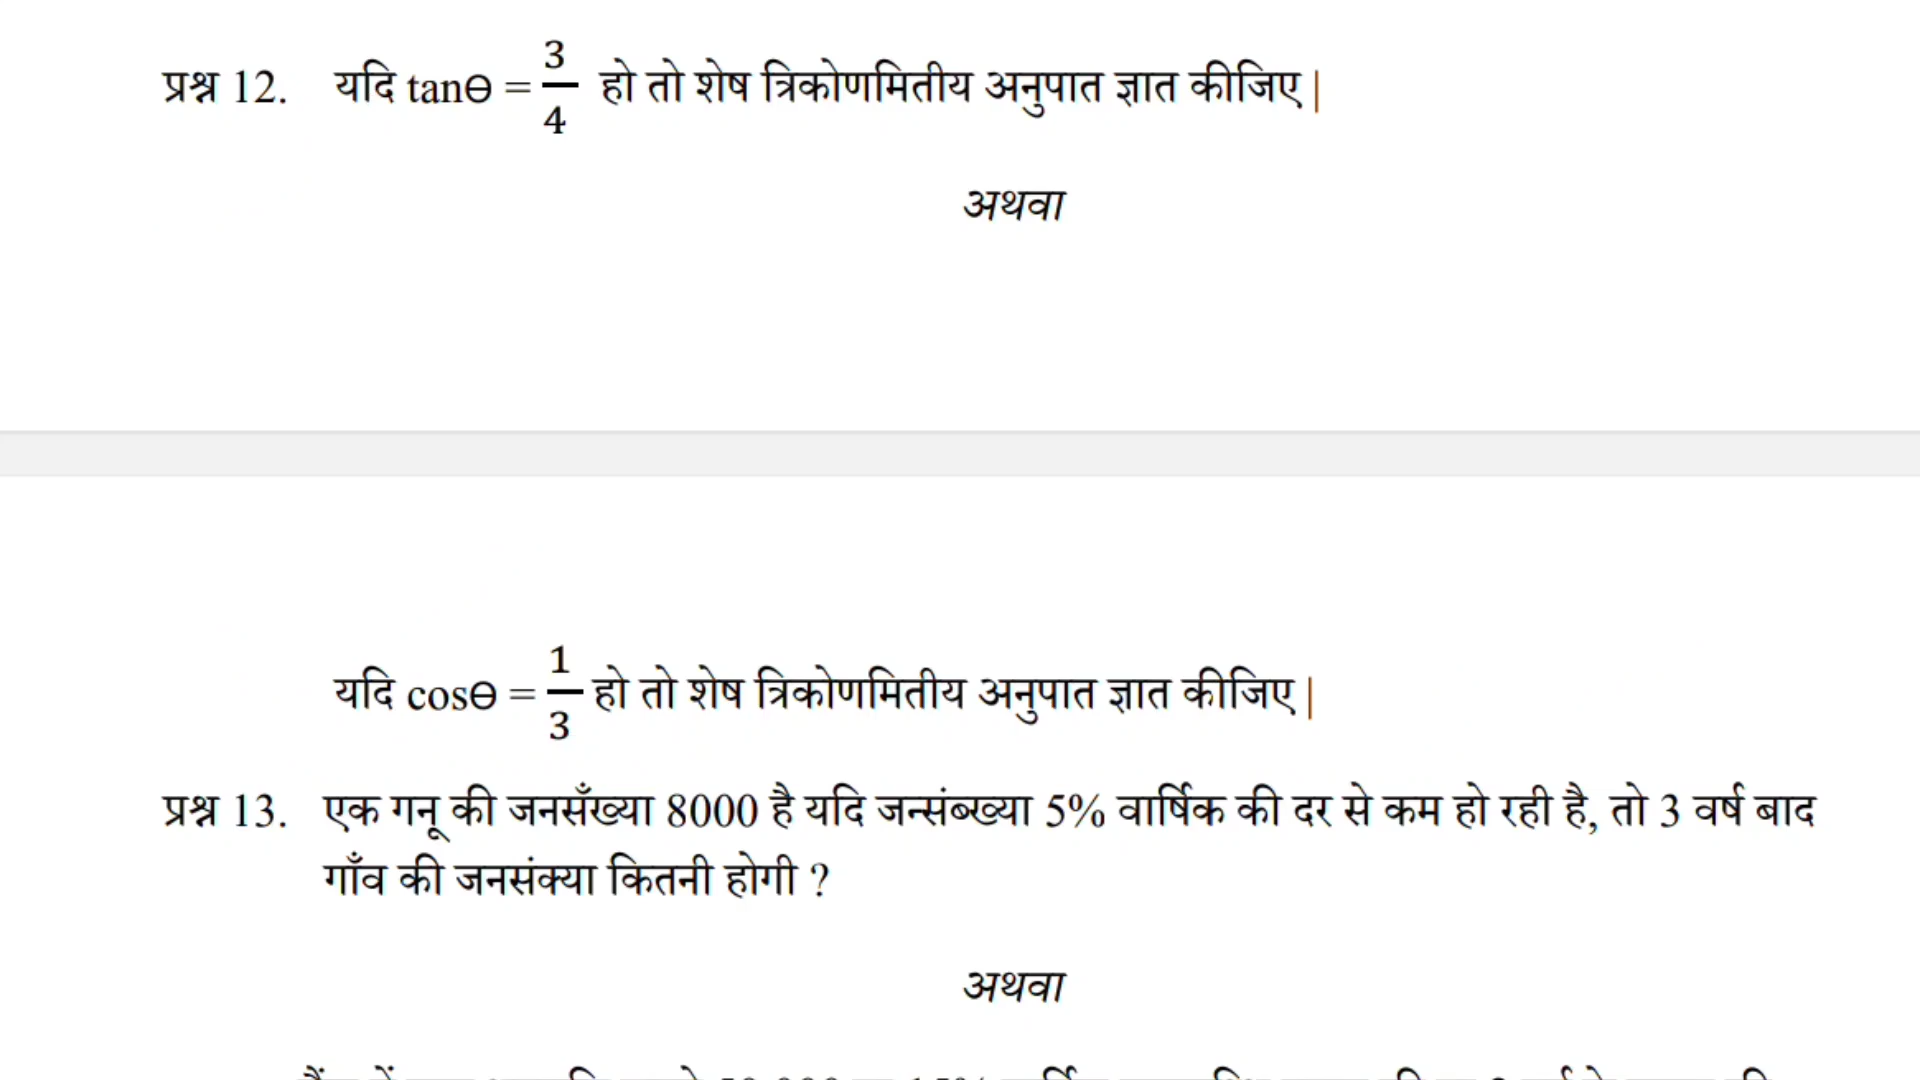 प्रश्न 12. यदि tanθ = 3/4 हो तो शेष त्रिकोणमितीय अनुपात ज्ञात कीजिए|
अथवा
यदि cosθ = 1/3 हो तो शेष त्रिकोणमितीय अनुपात ज्ञात कीजिए|
प्रश्न 13. एक गनू की जनसँख्या 8000 है यदि जन्संब्ख्या 5% वार्षिक की दर से कम हो रही है, तो 3 वर्ष बाद
गाँव की जनसंक्या कितनी होगी ?
अथवा